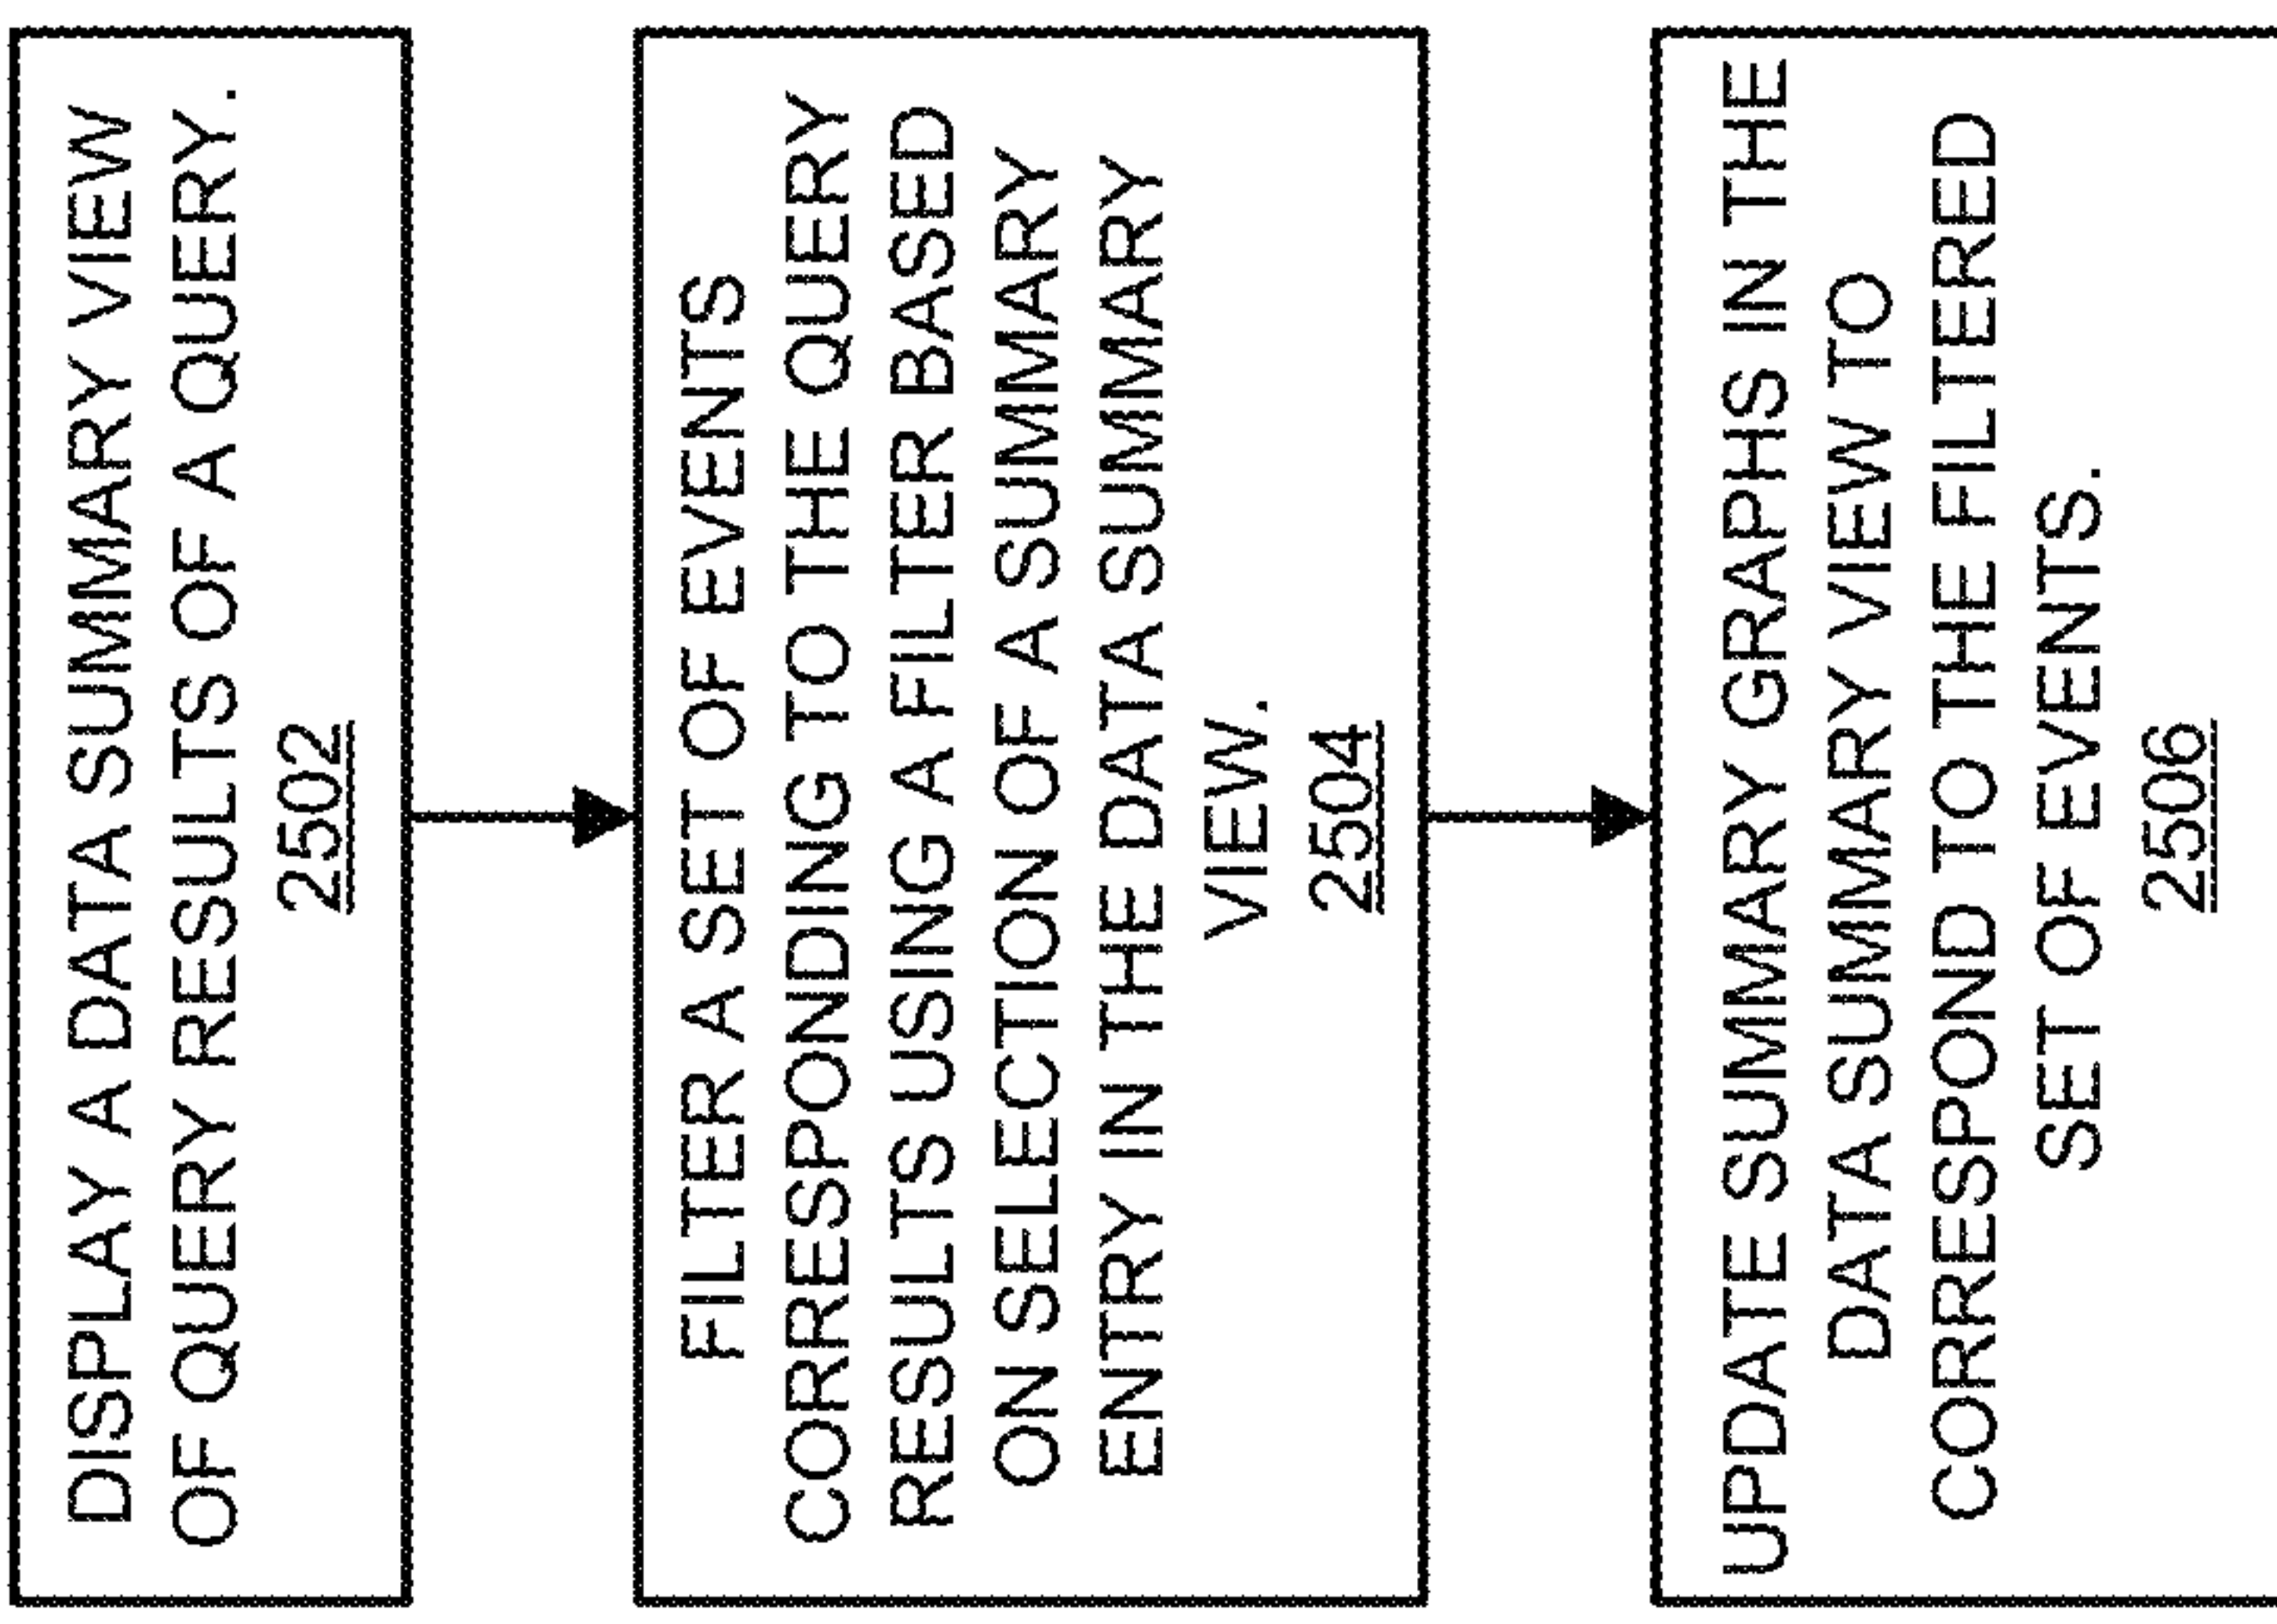 DISPLAY A DATA SUMMARY VIEW
OF QUERY RESULTS OF A QUERY.
2502
FILTER A SET OF EVENTS
CORRESPONDING TO THE QUERY
RESULTS USING A FILTER BASED
ON SELECTION OF A SUMMARY
ENTRY IN THE DATA SUMMARY
VIEW.
2504
UPDATE SUMMARY GRAPHS IN THE
DATA SUMMARY VIEW TO
CORRESPOND TO THE FILTERED
SET OF EVENTS.
2506